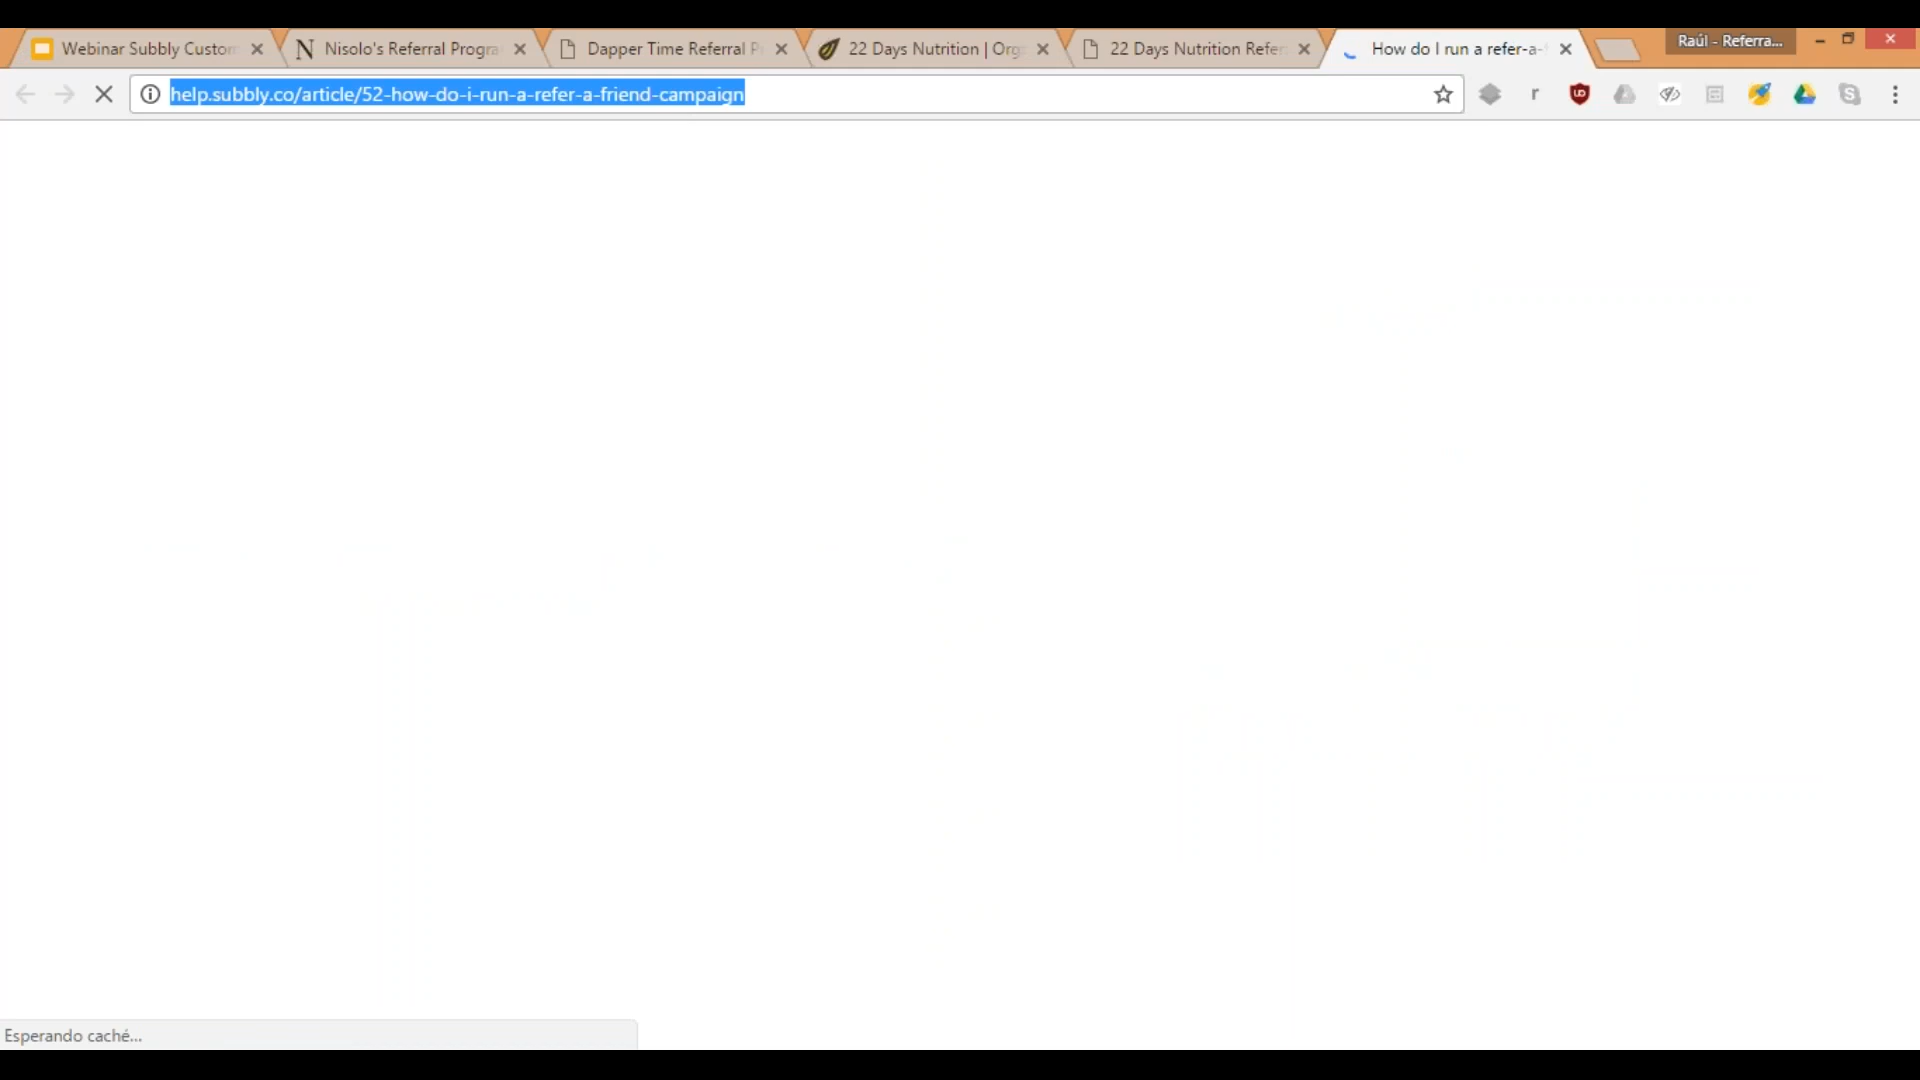 Webinar Subbly Custom
Nisolo's Referral Progra
Dapper Time Referral P
22 Days Nutrition | Org
22 Days Nutrition Refer
How do I run a refer-a-f
Raúl - Referra...
help.subbly.co/article/52-how-do-i-run-a-refer-a-friend-campaign
Esperando caché...